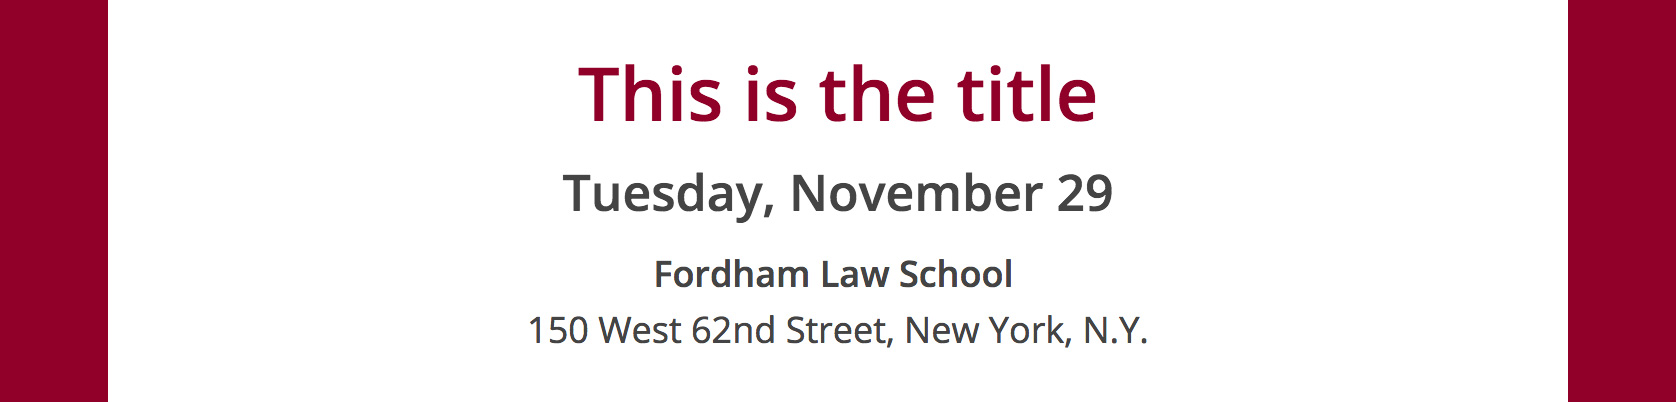 This is the title
Tuesday, November 29
Fordham Law School
150 West 62nd Street, New York, N.Y.